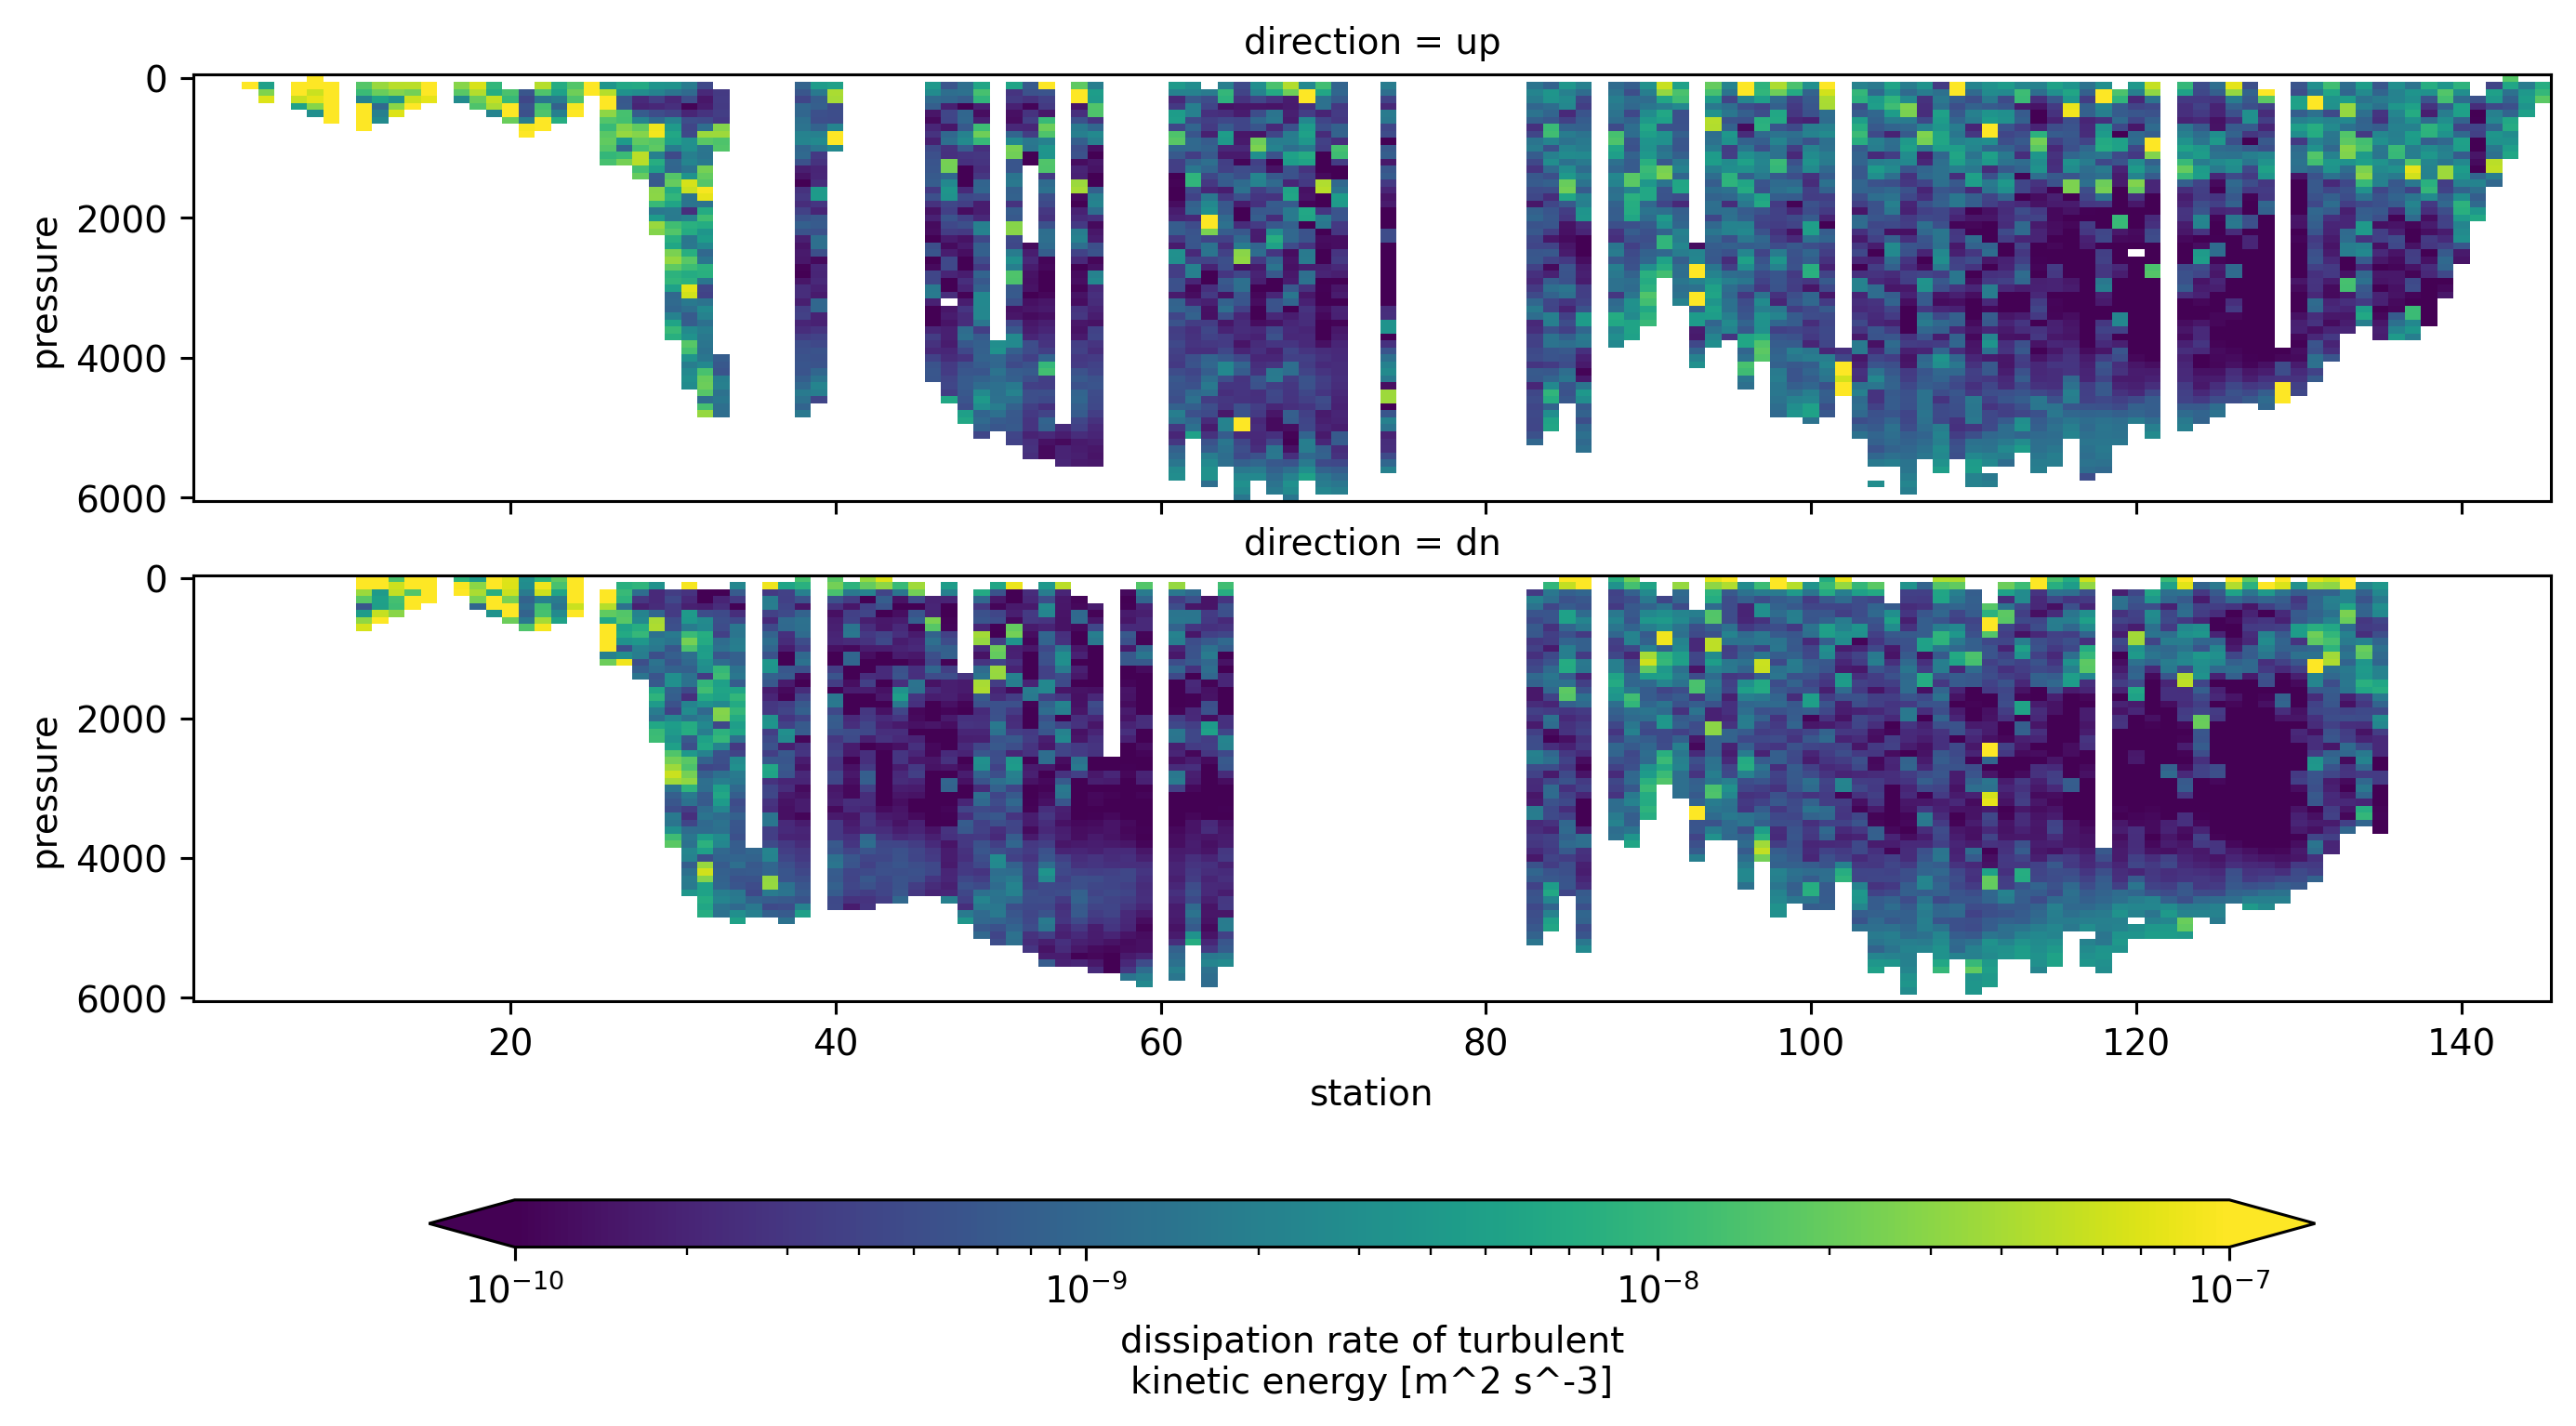 direction = up
0
2000
4000
6000
pressure
direction = dn
0
2000
4000
6000
pressure
20 40 60 80 100 120 140
station
10⁻¹⁰ 10⁻⁹ 10⁻⁸ 10⁻⁷
dissipation rate of turbulent
kinetic energy [m^2 s^-3]